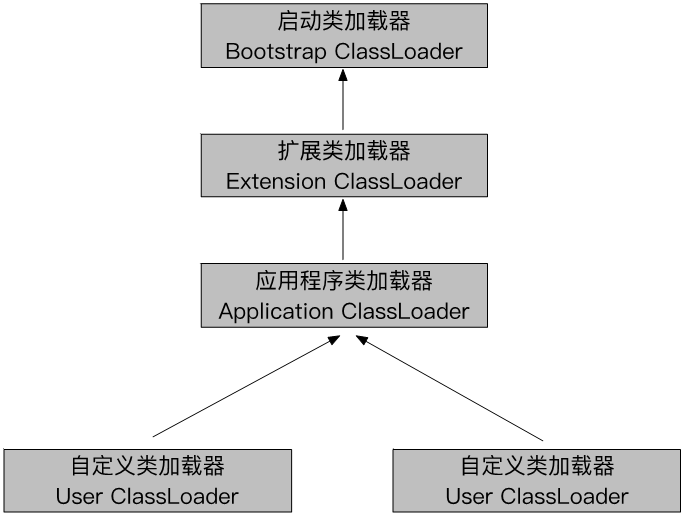 启动类加载器
Bootstrap ClassLoader
扩展类加载器
Extension ClassLoader
应用程序类加载器
Application ClassLoader
自定义类加载器
User ClassLoader
自定义类加载器
User ClassLoader